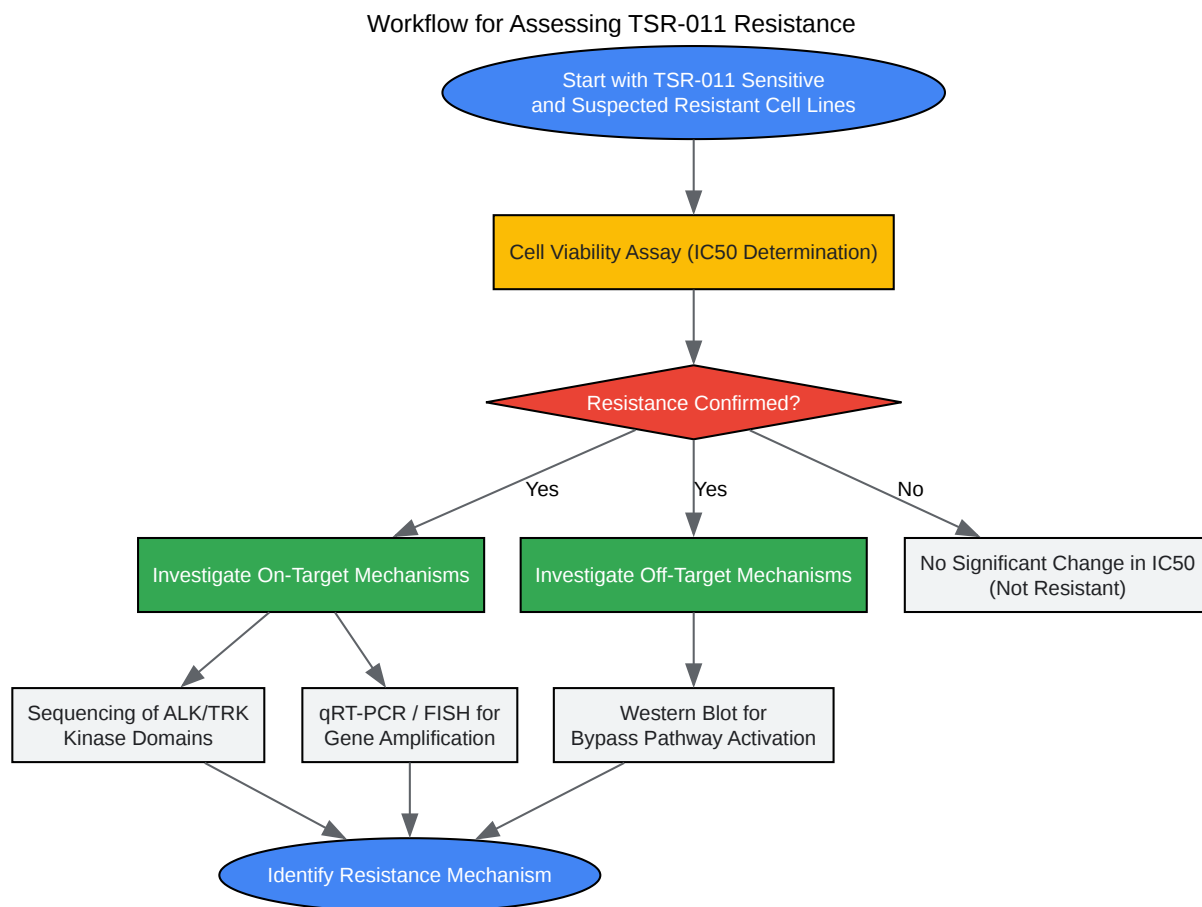 Workflow for Assessing TSR-011 Resistance
Start with TSR-011 Sensitive
and Suspected Resistant Cell Lines
Cell Viability Assay (IC50 Determination)
Resistance Confirmed?
Yes
Yes
No
Investigate On-Target Mechanisms
Investigate Off-Target Mechanisms
No Significant Change in IC50
(Not Resistant)
Sequencing of ALK/TRK
Kinase Domains
qRT-PCR / FISH for
Gene Amplification
Western Blot for
Bypass Pathway Activation
Identify Resistance Mechanism